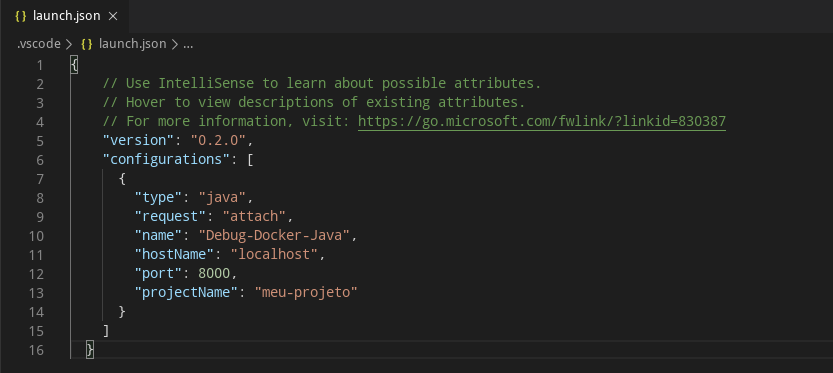 {} launch.json ×
.vscode > {} launch.json > ...
1 {
2 // Use IntelliSense to learn about possible attributes.
3 // Hover to view descriptions of existing attributes.
4 // For more information, visit: https://go.microsoft.com/fwlink/?linkid=830387
5 "version": "0.2.0",
6 "configurations": [
7 {
8 "type": "java",
9 "request": "attach",
10 "name": "Debug-Docker-Java",
11 "hostName": "localhost",
12 "port": 8000,
13 "projectName": "meu-projeto"
14 }
15 ]
16 }